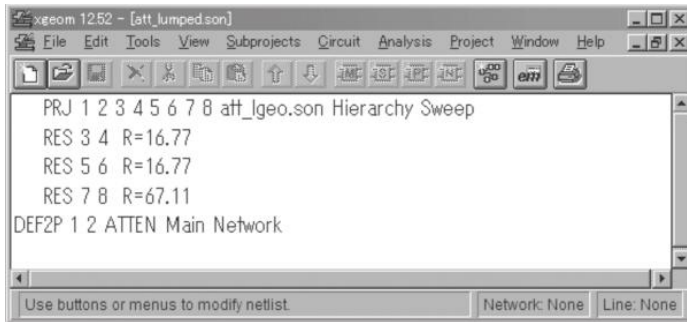 xgeom 12.52 - [att_lumped.son]
File Edit Tools View Subprojects Circuit Analysis Project Window Help
PRJ 1 2 3 4 5 6 7 8 att_lgeo.son Hierarchy Sweep
RES 3 4 R=16.77
RES 5 6 R=16.77
RES 7 8 R=67.11
DEF2P 1 2 ATTEN Main Network
Use buttons or menus to modify netlist. Network: None Line: None